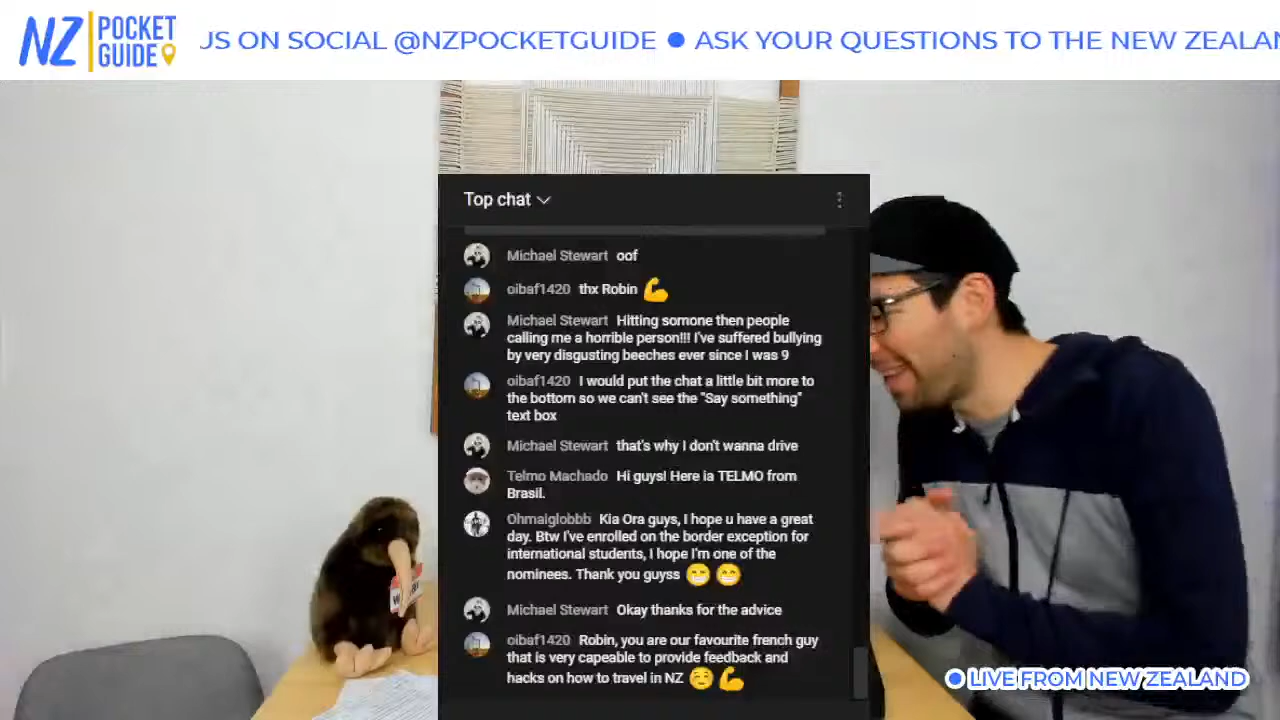 NZ POCKET GUIDE
JS ON SOCIAL @NZPOCKETGUIDE ● ASK YOUR QUESTIONS TO THE NEW ZEALAN
Top chat
Michael Stewart oof
oibaf1420 thx Robin 💪
Michael Stewart Hitting somone then people
calling me a horrible person!!! I've suffered bullying
by very disgusting beeches ever since I was 9
oibaf1420 I would put the chat a little bit more to
the bottom so we can't see the "Say something"
text box
Michael Stewart that's why I don't wanna drive
Telmo Machado Hi guys! Here ia TELMO from
Brasil.
Ohmaiglobbb Kia Ora guys, I hope u have a great
day. Btw I've enrolled on the border exception for
international students, I hope I'm one of the
nominees. Thank you guyss 😁 😁
Michael Stewart Okay thanks for the advice
oibaf1420 Robin, you are our favourite french guy
that is very capeable to provide feedback and
hacks on how to travel in NZ ☺️ 💪
● LIVE FROM NEW ZEALAND